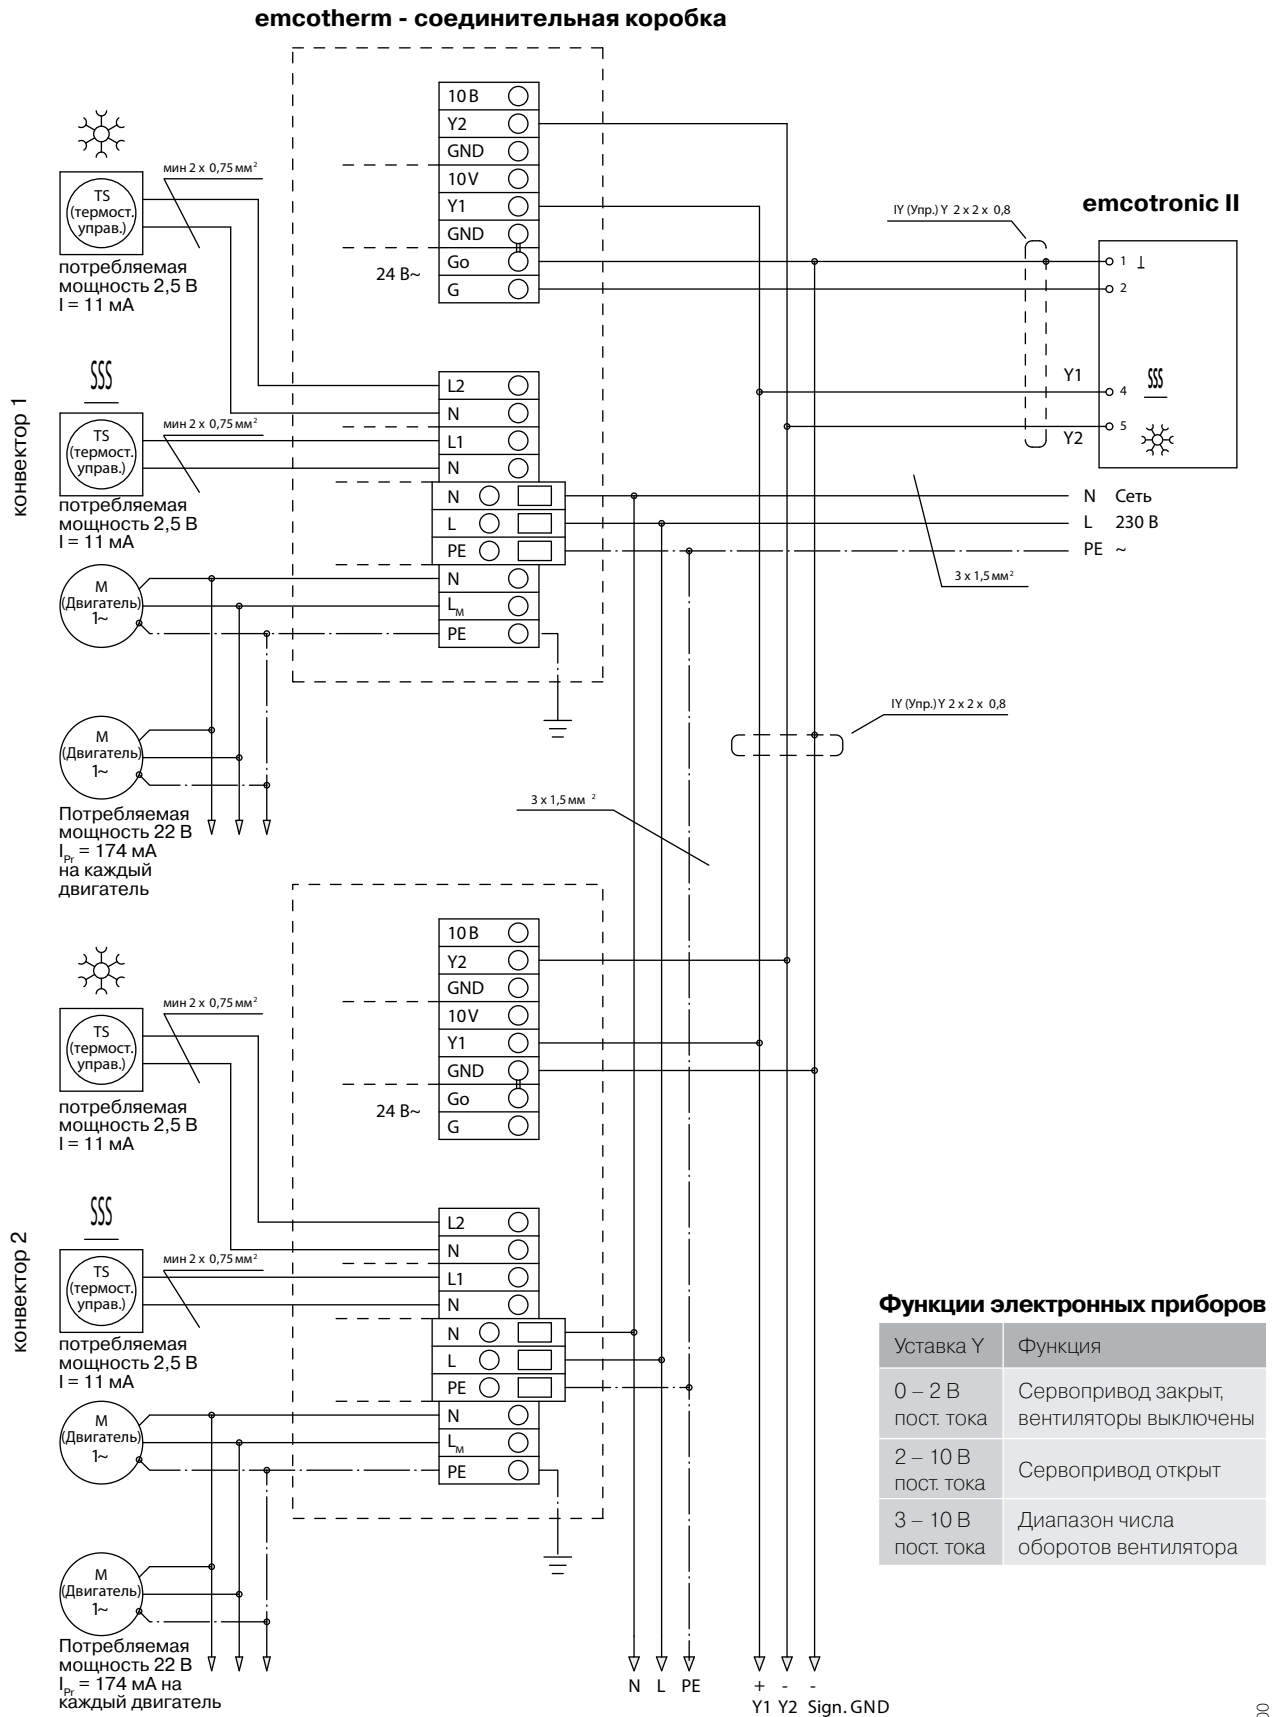 emcotherm - соединительная коробка
10 В
Y2
GND
10 V
Y1
GND
Go
G
24 В~
мин 2 x 0,75 мм²
TS
(термост.
управ.)
потребляемая
мощность 2,5 В
I = 11 мА
IY (Упр.) Y 2 x 2 x 0,8
emcotronic II
1 ⊥
2
Y1
4
Y2
5
конвектор 1
SSS
мин 2 x 0,75 мм²
TS
(термост.
управ.)
потребляемая
мощность 2,5 В
I = 11 мА
L2
N
L1
N
N
L
PE
N
LM
PE
N Сеть
L 230 В
PE ~
3 x 1,5 мм²
М
(Двигатель)
1~
М
(Двигатель)
1~
Потребляемая
мощность 22 В
IPr = 174 мА
на каждый
двигатель
IY (Упр.) Y 2 x 2 x 0,8
3 x 1,5 мм ²
10 В
Y2
GND
10 V
Y1
GND
Go
G
24 В~
мин 2 x 0,75 мм²
TS
(термост.
управ.)
потребляемая
мощность 2,5 В
I = 11 мА
конвектор 2
SSS
мин 2 x 0,75 мм²
TS
(термост.
управ.)
потребляемая
мощность 2,5 В
I = 11 мА
L2
N
L1
N
N
L
PE
N
LM
PE
М
(Двигатель)
1~
М
(Двигатель)
1~
Потребляемая
мощность 22 В
IPr = 174 мА на
каждый двигатель
N L PE
+ - -
Y1 Y2 Sign. GND
Функции электронных приборов
Уставка Y Функция
0 – 2 В
пост. тока
Сервопривод закрыт,
вентиляторы выключены
2 – 10 В
пост. тока
Сервопривод открыт
3 – 10 В
пост. тока
Диапазон числа
оборотов вентилятора